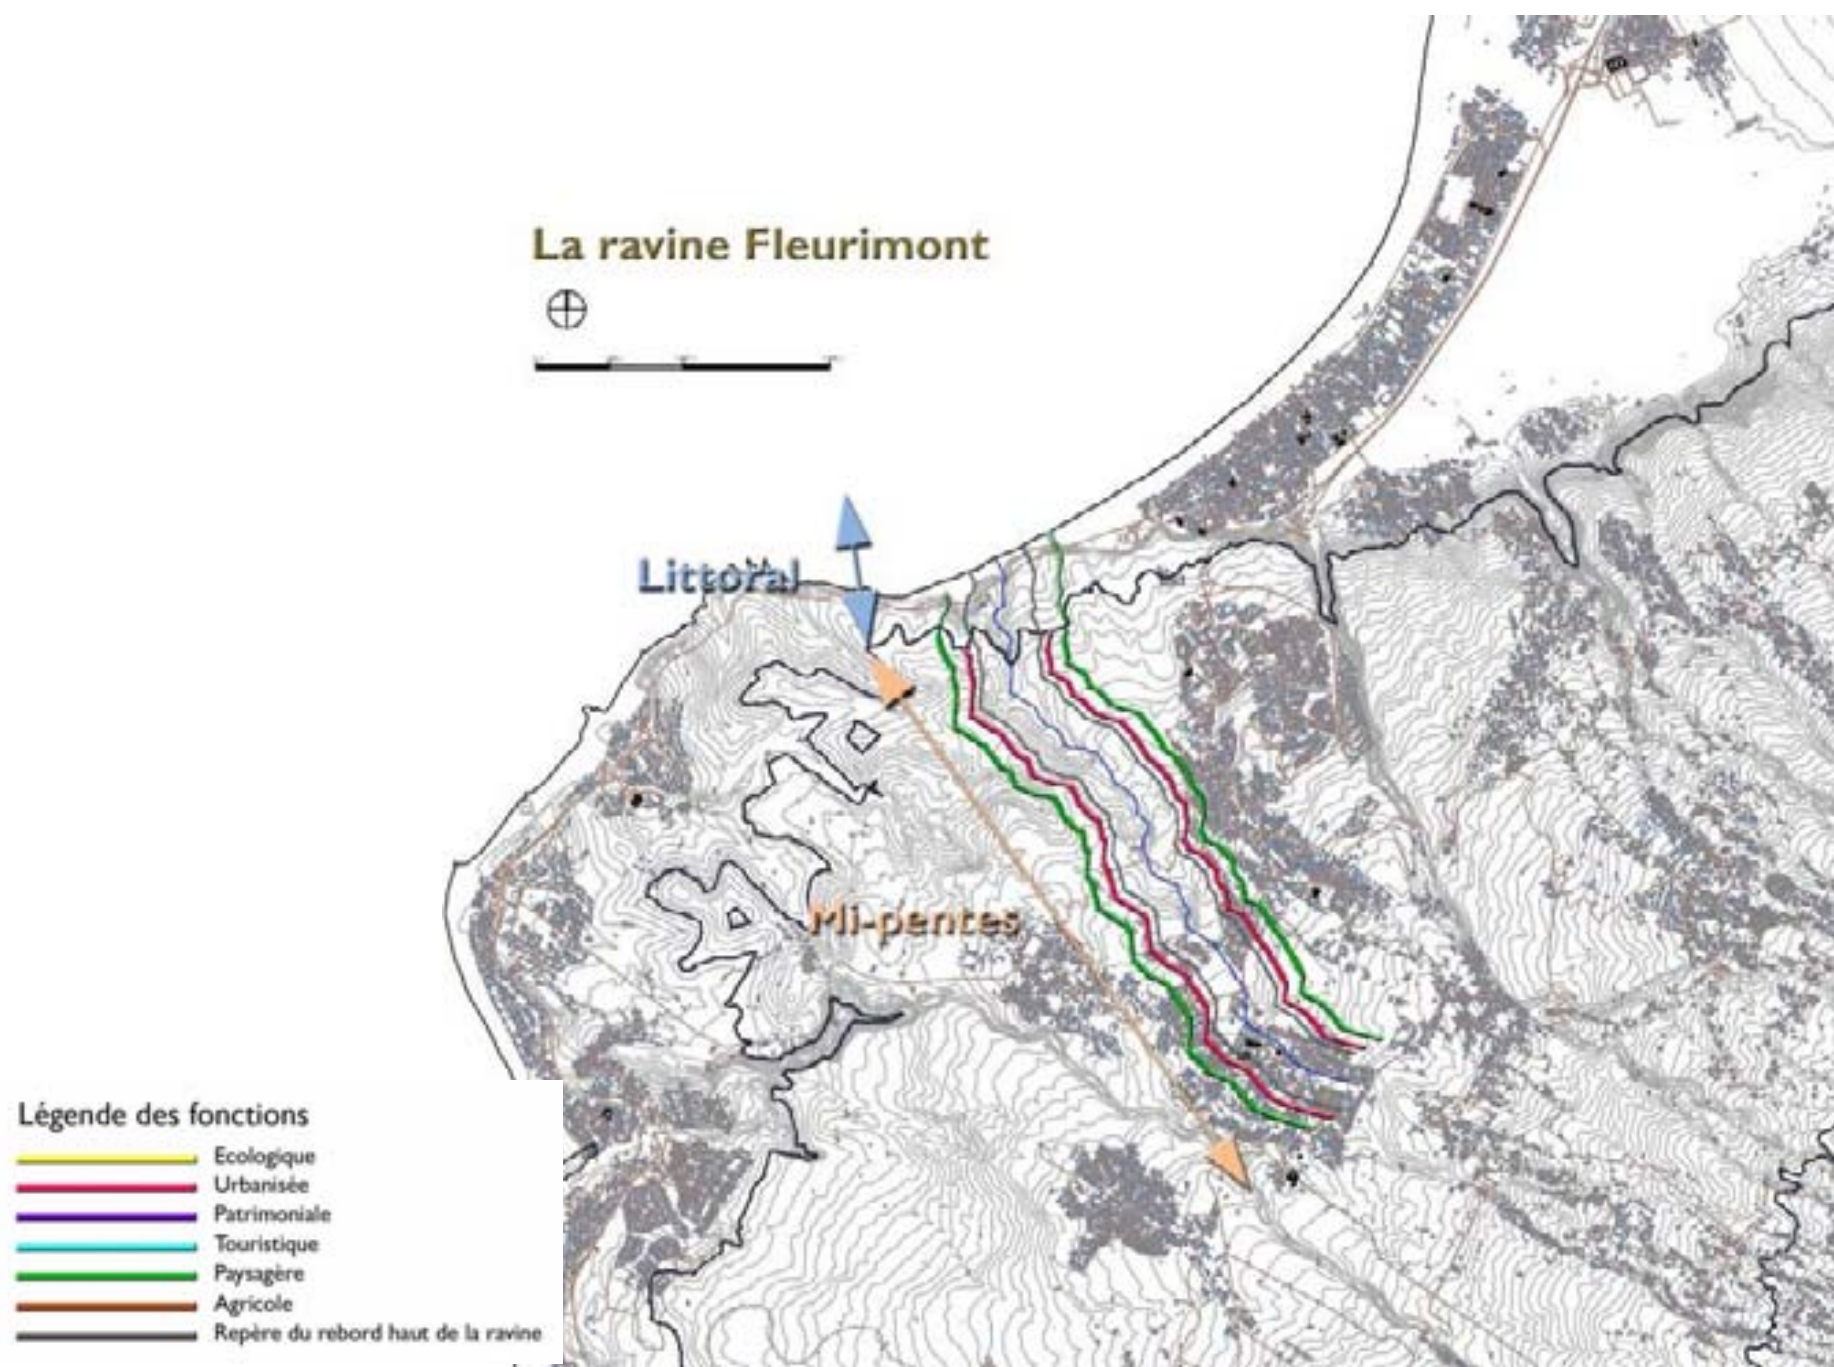 La ravine Fleurimont
Littoral
Mi-pentes
Légende des fonctions
Ecologique
Urbanisée
Patrimoniale
Touristique
Paysagère
Agricole
Repère du rebord haut de la ravine